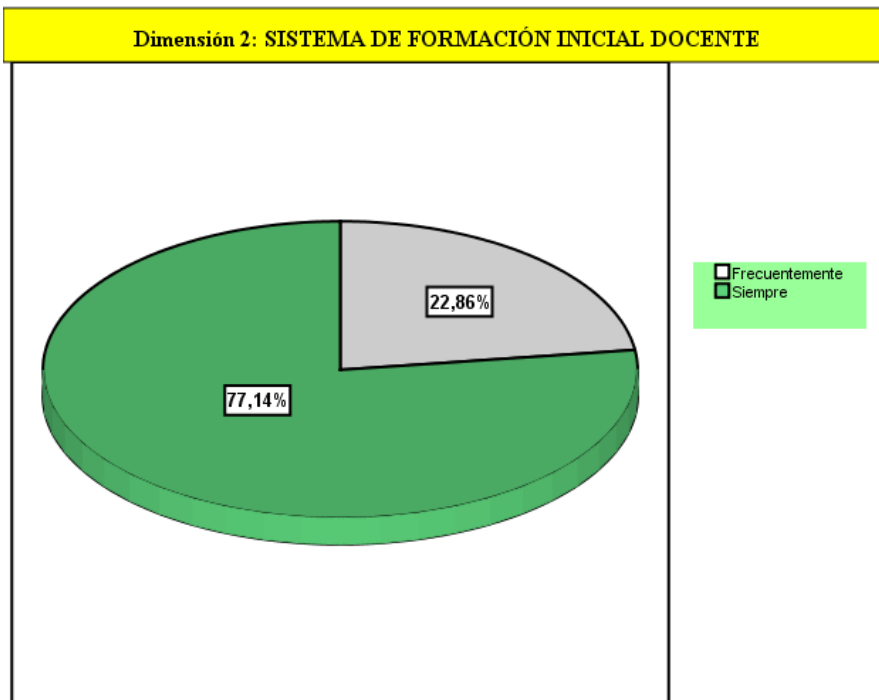 Dimensión 2: SISTEMA DE FORMACIÓN INICIAL DOCENTE
Frecuentemente
Siempre
22,86%
77,14%